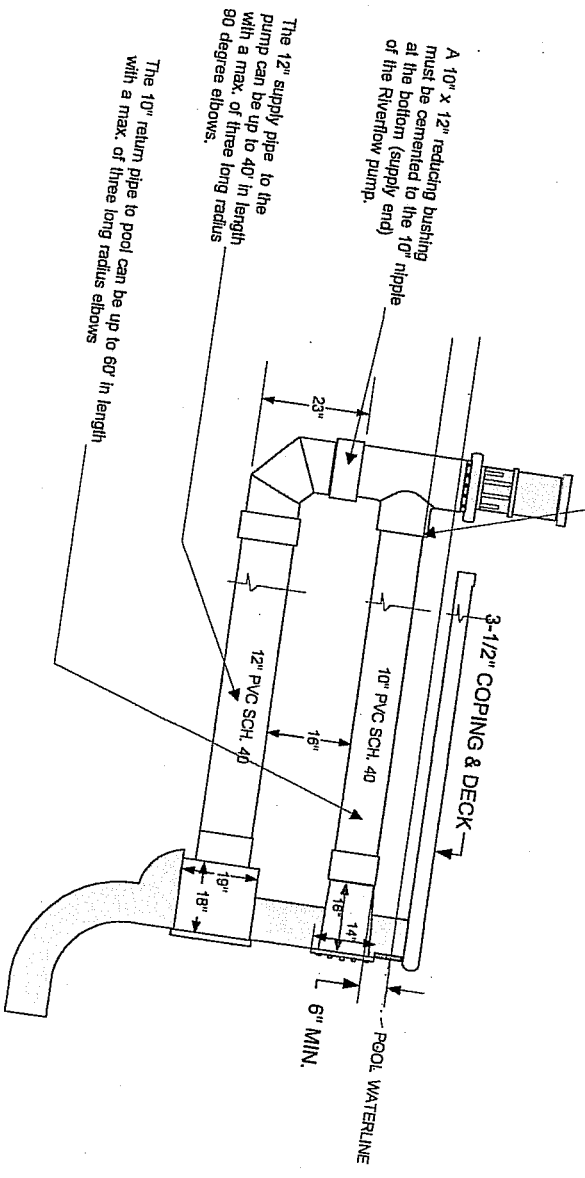 A 10" x 12" reducing bushing
must be cemented to the 10" nipple
at the bottom (supply end)
of the Riverflow pump.
The 12" supply pipe to the
pump can be up to 40' in length
with a max. of three long radius
90 degree elbows.
The 10" return pipe to pool can be up to 60' in length
with a max. of three long radius elbows
23"
3-1/2" COPING & DECK
10" PVC SCH. 40
16"
12" PVC SCH. 40
18"
14"
19"
18"
6" MIN.
POOL WATERLINE